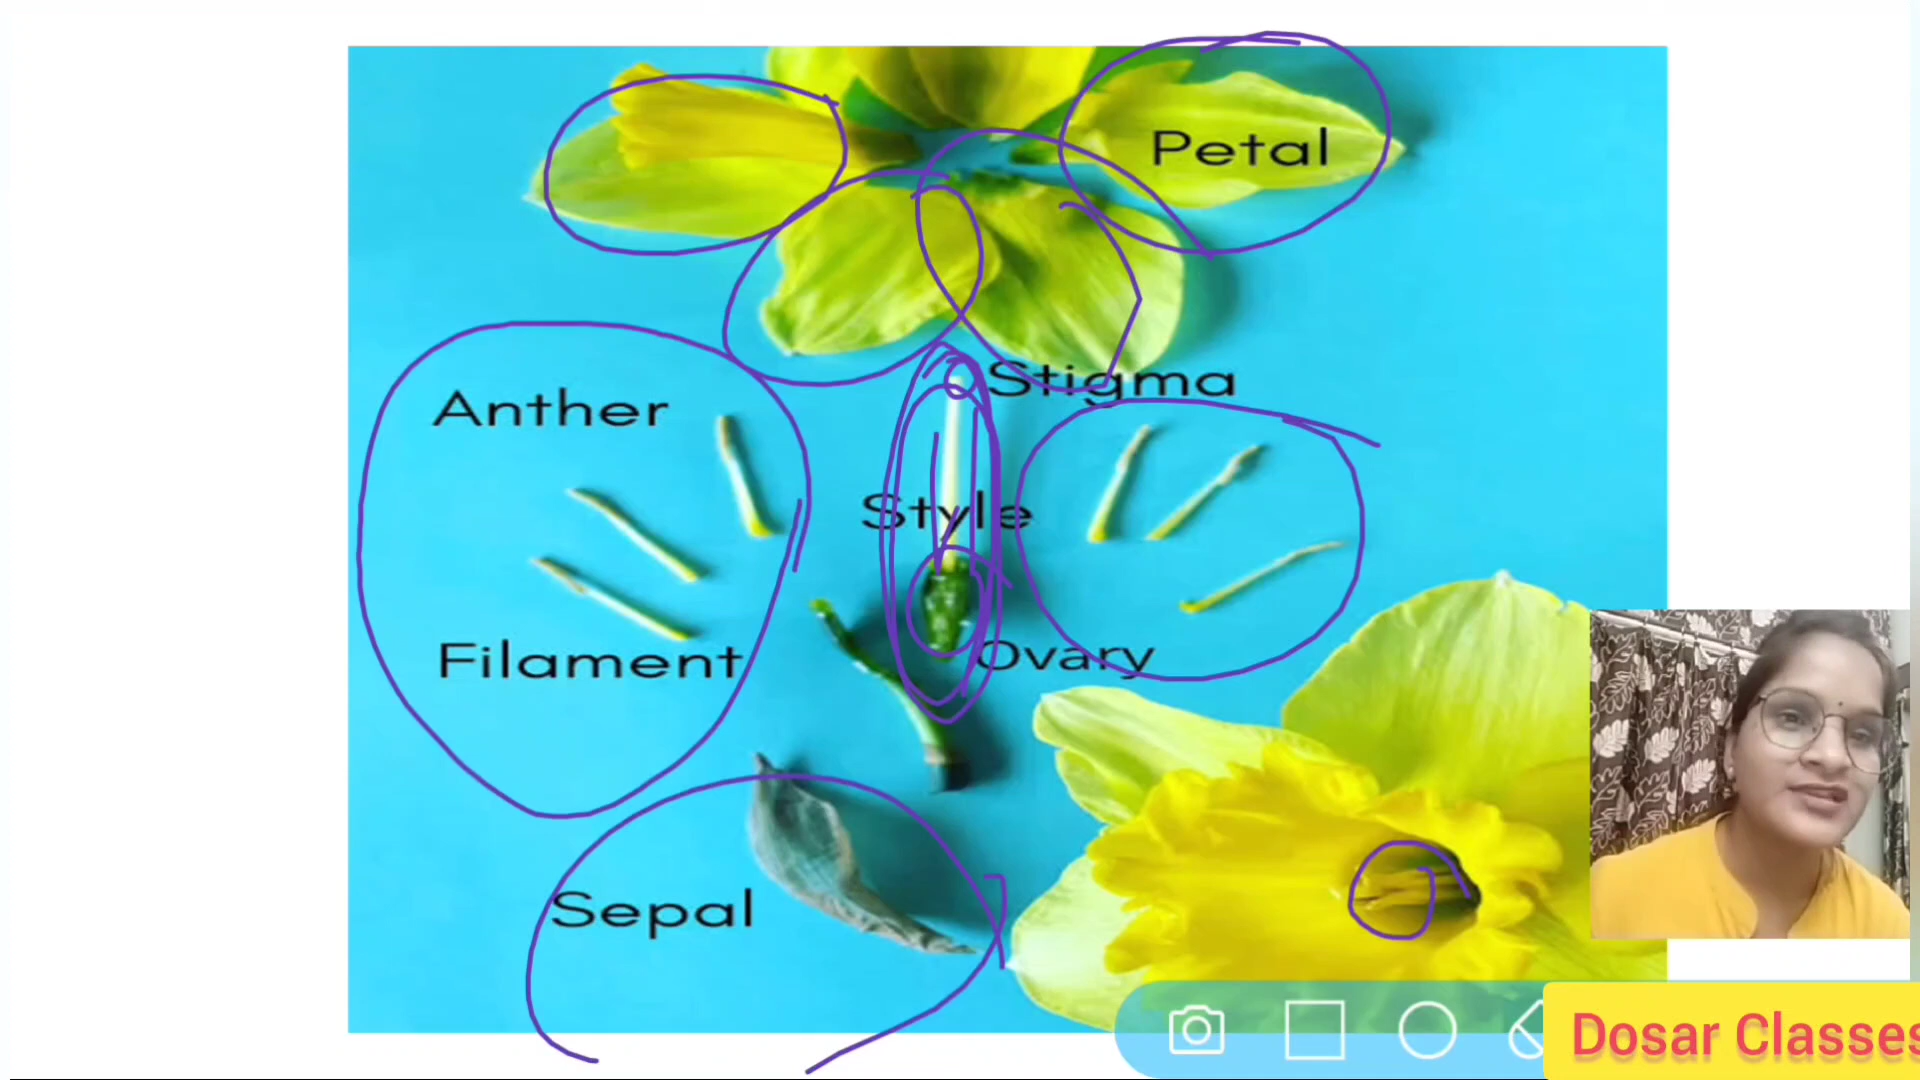 Petal
Stigma
Anther
Style
Filament
Ovary
Sepal
Dosar Classes